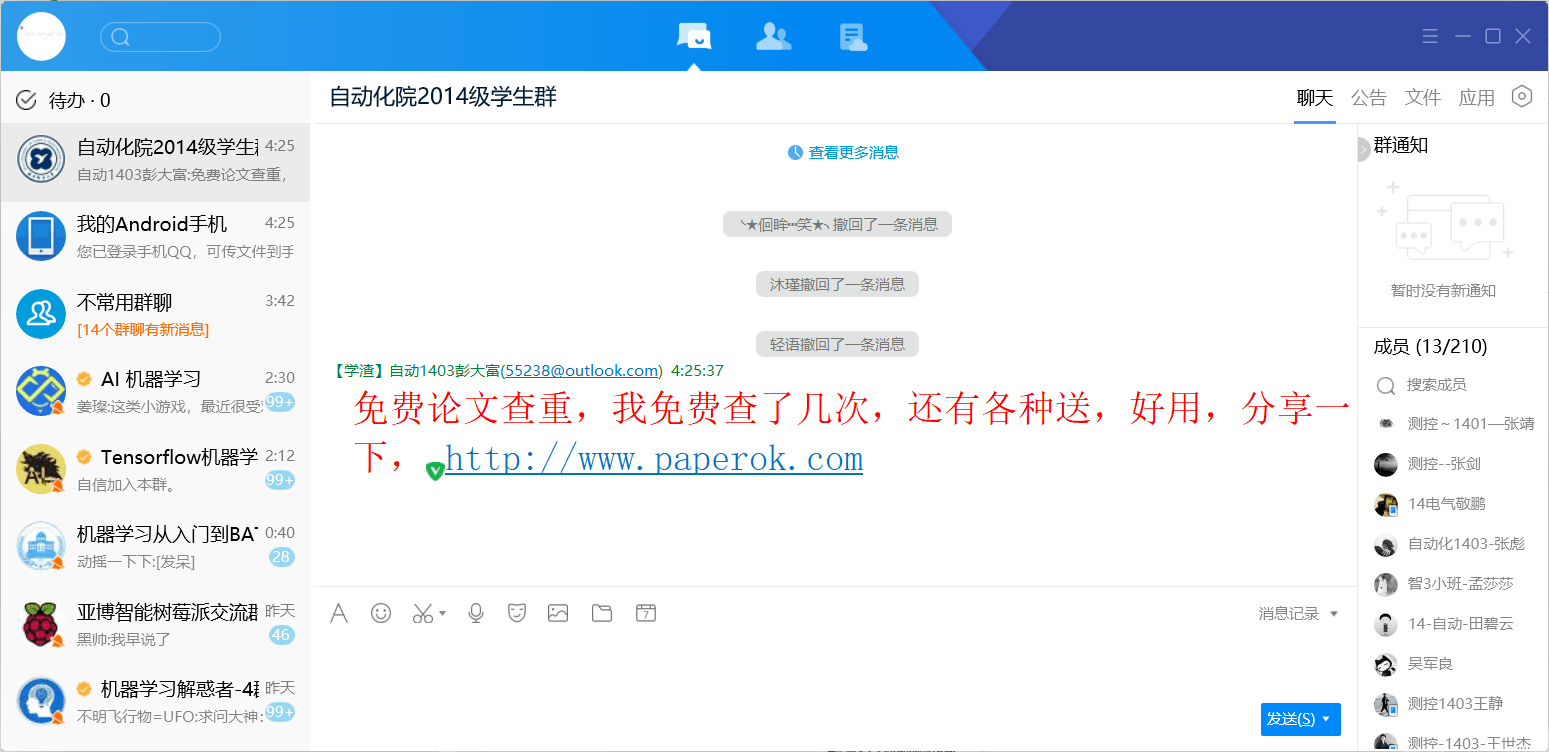 待办 · 0
自动化院2014级学生群
聊天
公告
文件
应用
自动化院2014级学生
4:25
自动1403彭大富:免费论文查重，
我的Android手机
4:25
您已登录手机QQ，可传文件到手
不常用群聊
3:42
[14个群聊有新消息]
AI 机器学习
2:30
姜璨:这类小游戏，最近很受
99+
Tensorflow机器学
2:12
自信加入本群。
99+
机器学习从入门到BAT
0:40
动摇一下下:[发呆]
28
亚博智能树莓派交流群
昨天
黑帅:我早说了
46
机器学习解惑者-4群
昨天
不明飞行物=UFO:求问大神:
99+
查看更多消息
丶★佪眸┅笑★ヽ撤回了一条消息
沐瑾撤回了一条消息
轻语撤回了一条消息
【学渣】自动1403彭大富(55238@outlook.com) 4:25:37
免费论文查重，我免费查了几次，还有各种送，好用，分享一
下，http://www.paperok.com
消息记录
发送(S)
群通知
暂时没有新通知
成员 (13/210)
搜索成员
测控～1401—张靖
测控--张剑
14电气敬鹏
自动化1403-张彪
智3小班-孟莎莎
14-自动-田碧云
吴军良
测控1403王静
测控-1403-王世杰